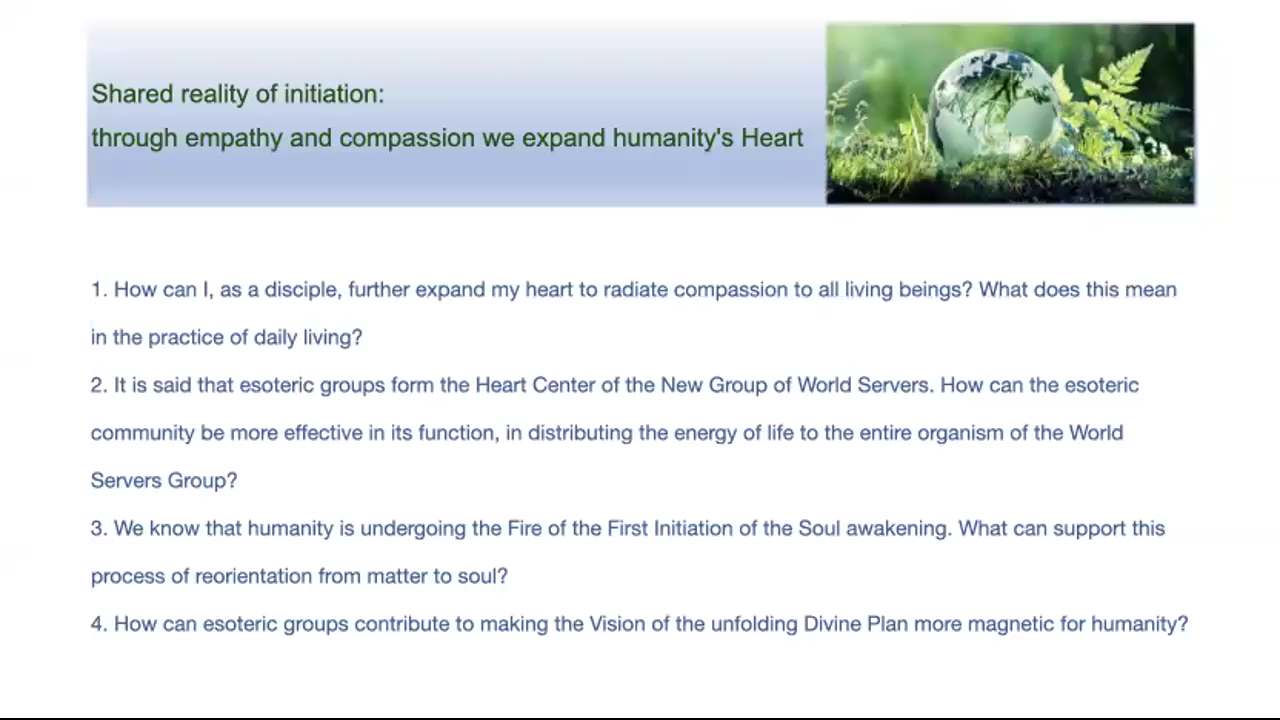 Shared reality of initiation:
through empathy and compassion we expand humanity's Heart
1. How can I, as a disciple, further expand my heart to radiate compassion to all living beings? What does this mean
in the practice of daily living?
2. It is said that esoteric groups form the Heart Center of the New Group of World Servers. How can the esoteric
community be more effective in its function, in distributing the energy of life to the entire organism of the World
Servers Group?
3. We know that humanity is undergoing the Fire of the First Initiation of the Soul awakening. What can support this
process of reorientation from matter to soul?
4. How can esoteric groups contribute to making the Vision of the unfolding Divine Plan more magnetic for humanity?